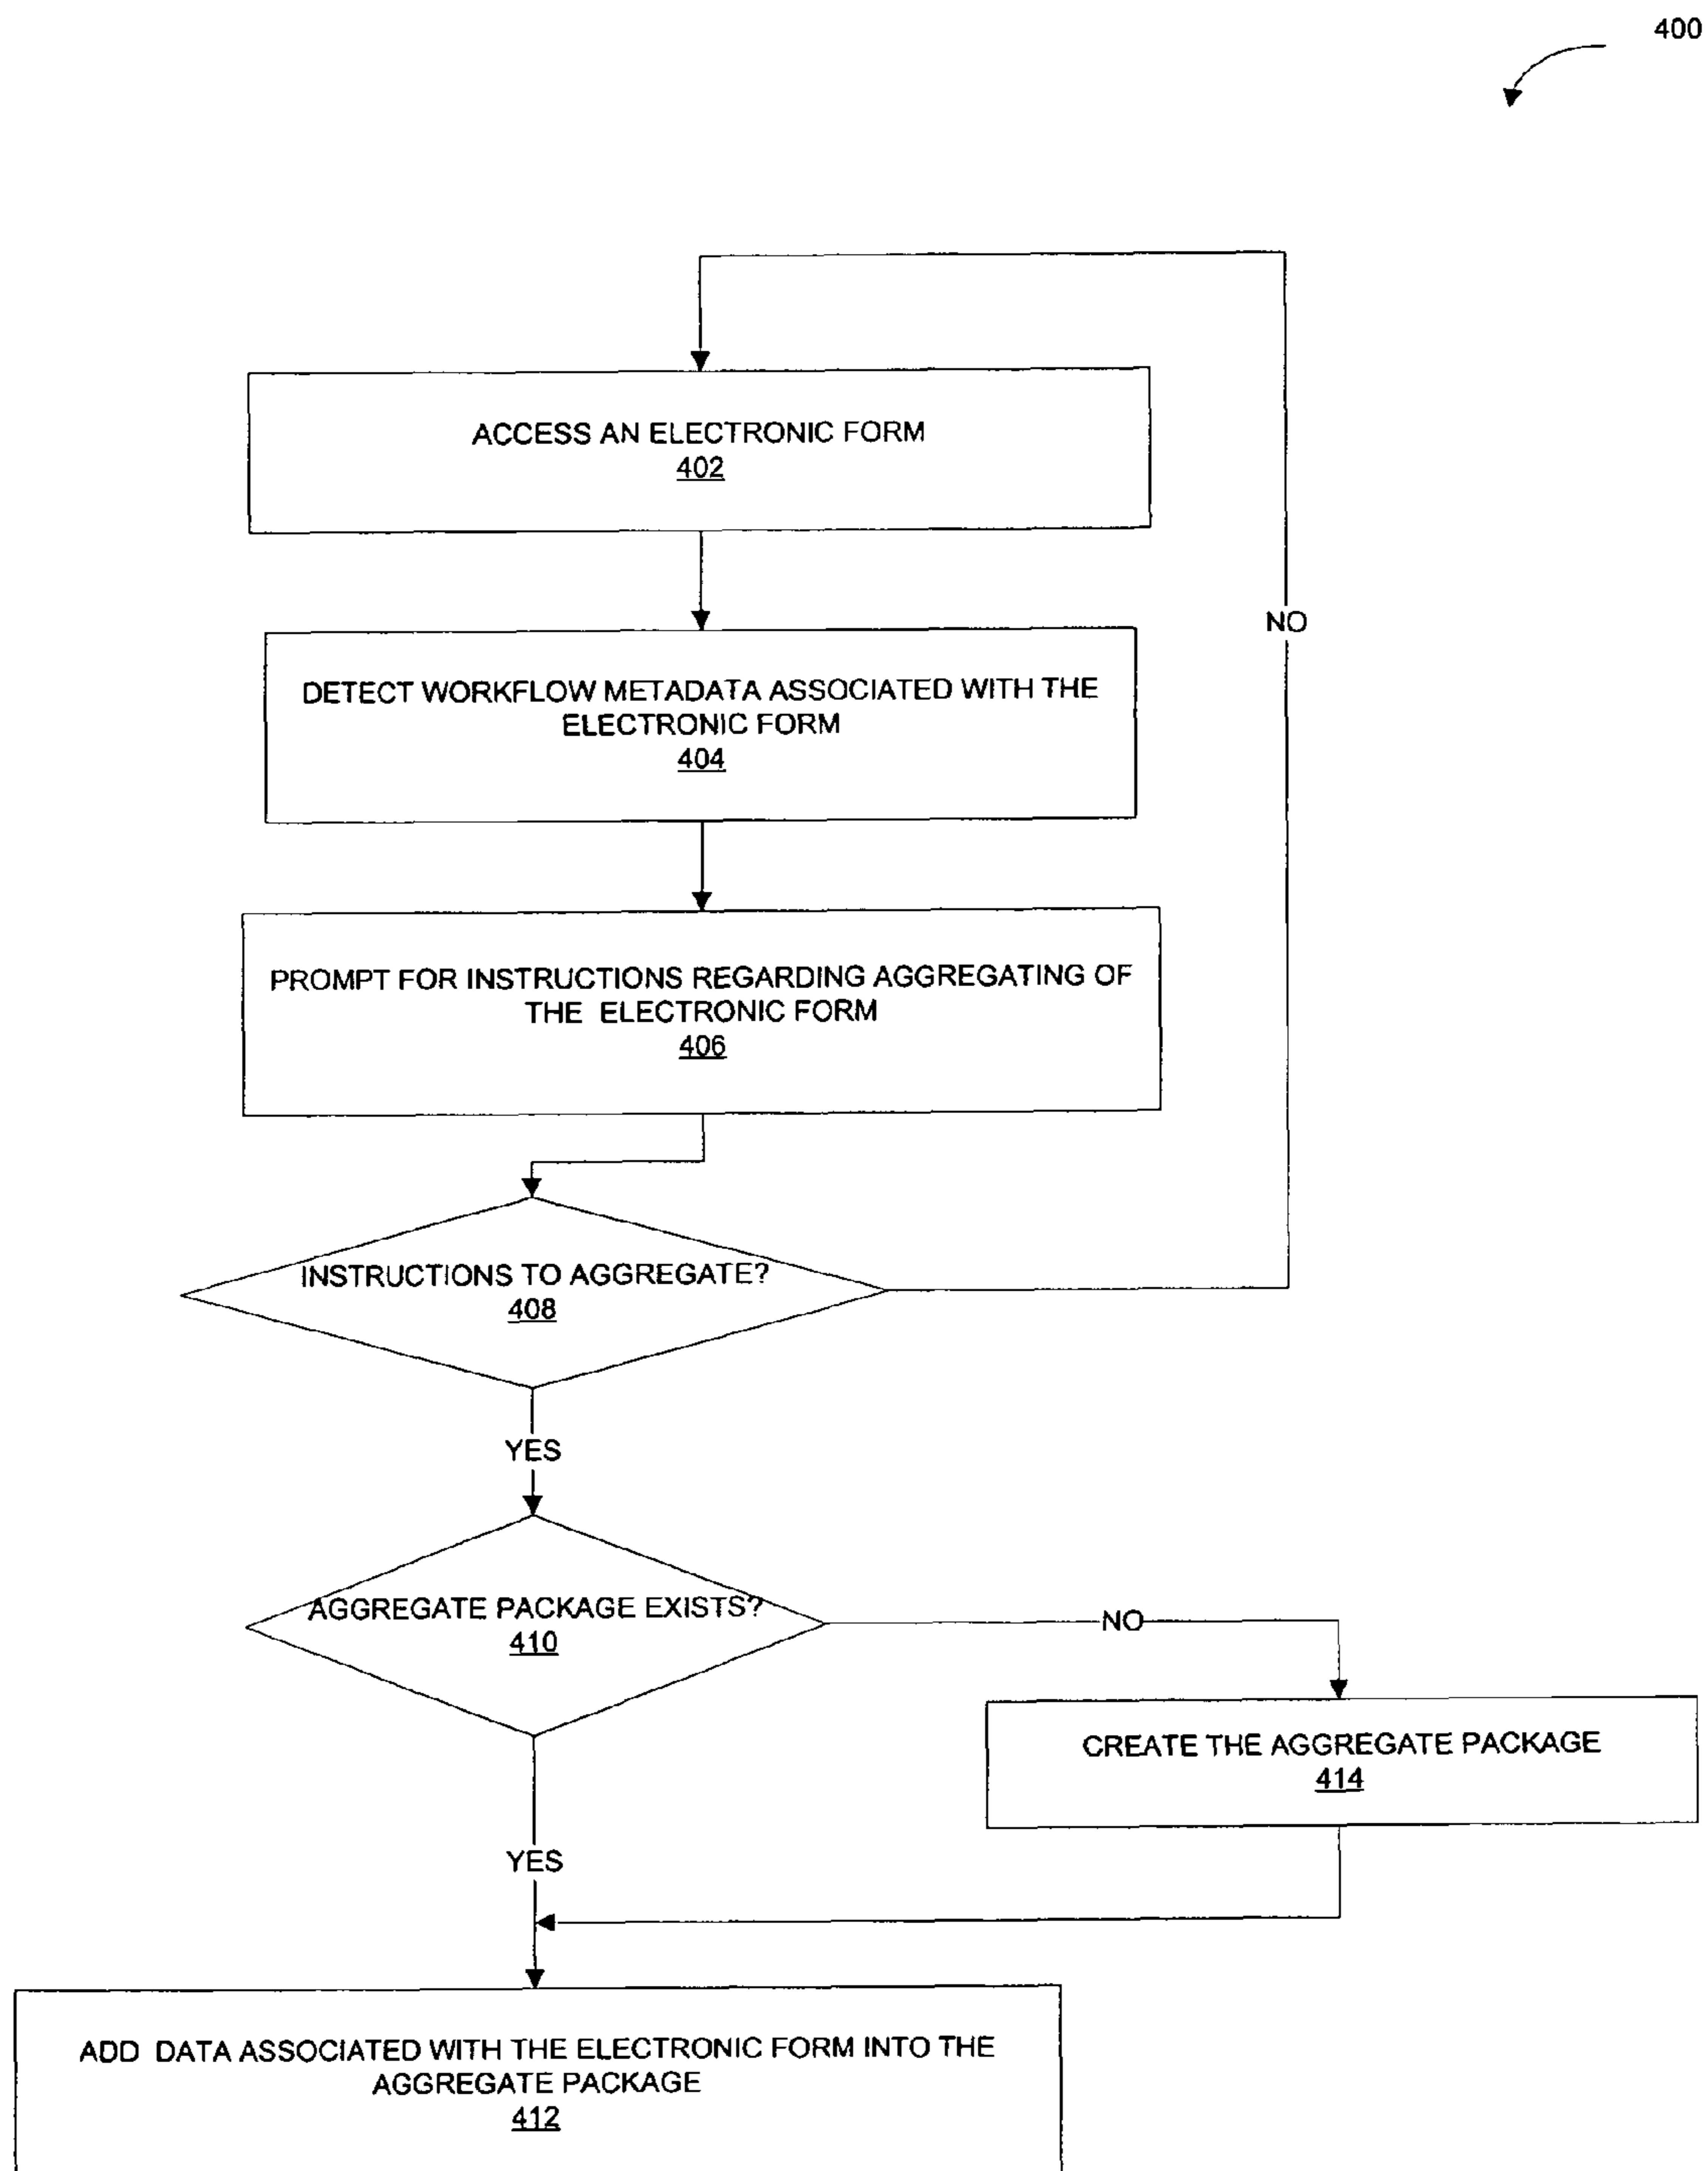 400
ACCESS AN ELECTRONIC FORM
402
NO
DETECT WORKFLOW METADATA ASSOCIATED WITH THE
ELECTRONIC FORM
404
PROMPT FOR INSTRUCTIONS REGARDING AGGREGATING OF
THE ELECTRONIC FORM
406
INSTRUCTIONS TO AGGREGATE?
408
YES
AGGREGATE PACKAGE EXISTS?
410
NO
CREATE THE AGGREGATE PACKAGE
414
YES
ADD DATA ASSOCIATED WITH THE ELECTRONIC FORM INTO THE
AGGREGATE PACKAGE
412